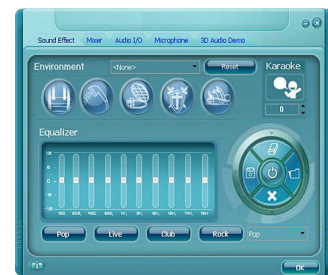 Sound Effect Mixer Audio I/O Microphone 3D Audio Demo
Environment <None> Reset Karaoke
0
Equalizer
Pop Live Club Rock Pop
OK